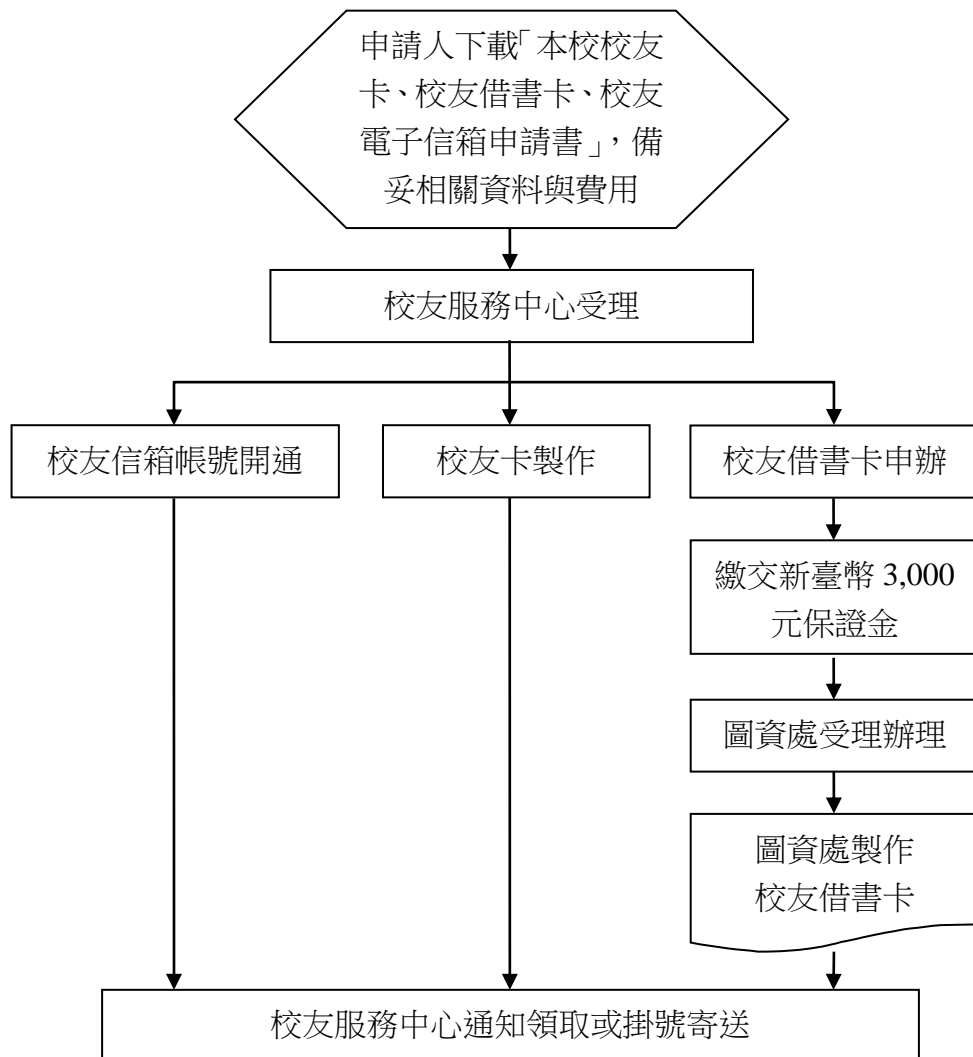 申請人下載「本校校友
卡、校友借書卡、校友
電子信箱申請書」，備
妥相關資料與費用
校友服務中心受理
校友信箱帳號開通
校友卡製作
校友借書卡申辦
繳交新臺幣 3,000
元保證金
圖資處受理辦理
圖資處製作
校友借書卡
校友服務中心通知領取或掛號寄送